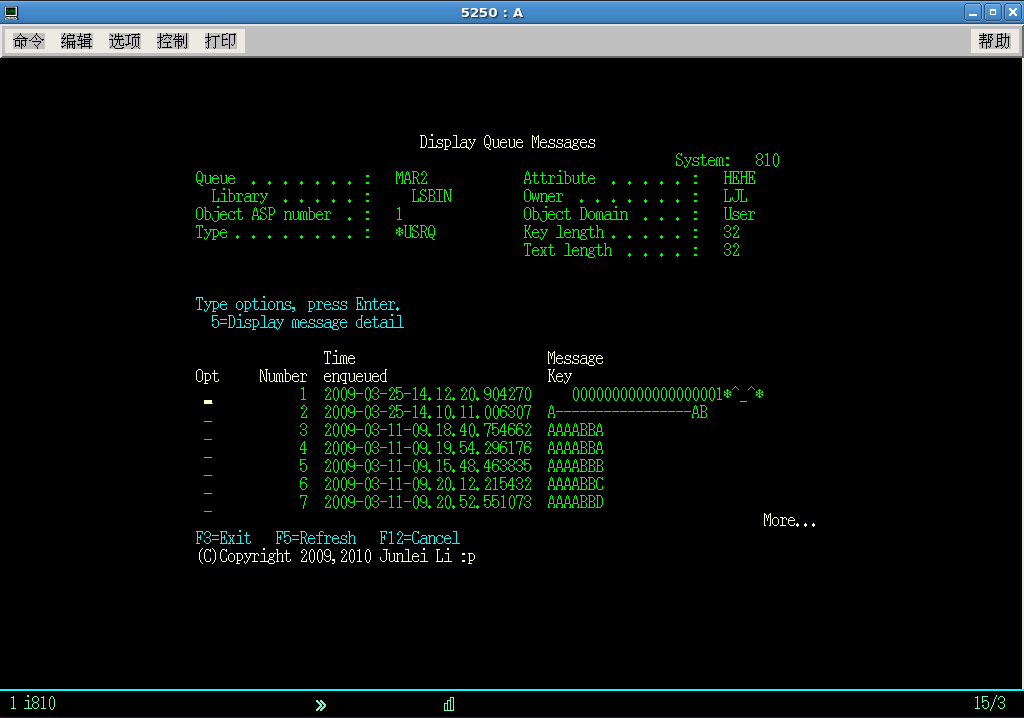 5250 : A
命令 编辑 选项 控制 打印 帮助
Display Queue Messages
System:   810
Queue . . . . . . . :   MAR2   Attribute . . . . . :   HEHE
Library . . . . . :   LSBIN   Owner . . . . . . . :   LJL
Object ASP number . :   1   Object Domain . . . :   User
Type . . . . . . . . :   *USRQ   Key length . . . . . :   32
Text length . . . . :   32
Type options, press Enter.
5=Display message detail
Time   Message
Opt   Number   enqueued   Key
_   1   2009-03-25-14.12.20.904270   0000000000000000001*^_^*
_   2   2009-03-25-14.10.11.006307   A-----------------AB
_   3   2009-03-11-09.18.40.754662   AAAABBA
_   4   2009-03-11-09.19.54.296176   AAAABBA
_   5   2009-03-11-09.15.48.463835   AAAABBB
_   6   2009-03-11-09.20.12.215432   AAAABBC
_   7   2009-03-11-09.20.52.551073   AAAABBD
More...
F3=Exit   F5=Refresh   F12=Cancel
(C)Copyright 2009,2010 Junlei Li :p
1 i810   15/3